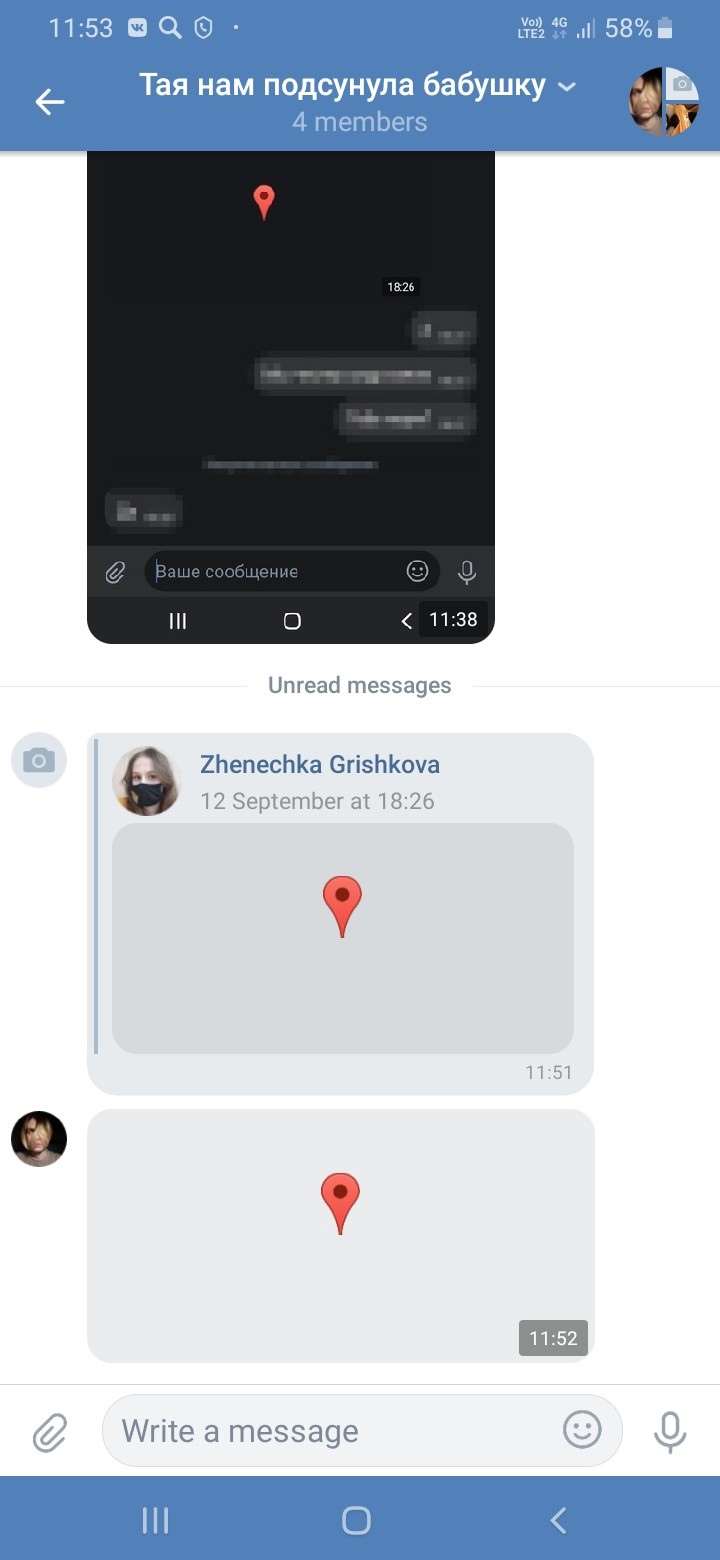 11:53 Vo)) LTE2 4G 58%
Тая нам подсунула бабушку
4 members
18:26
Ваше сообщение
11:38
Unread messages
Zhenechka Grishkova
12 September at 18:26
11:51
11:52
Write a message